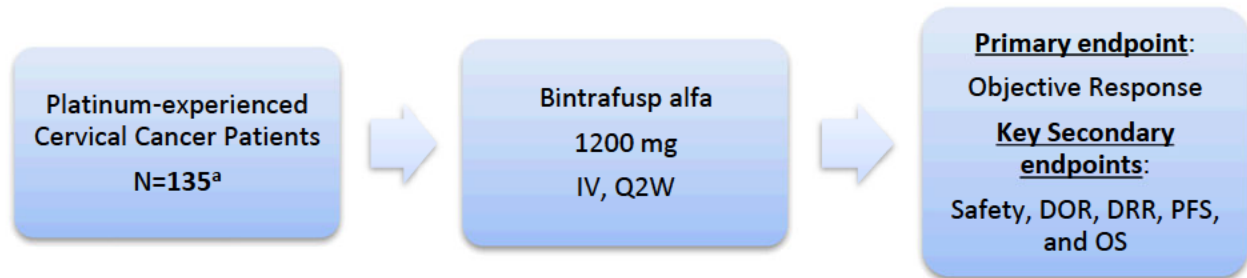 Platinum-experienced
Cervical Cancer Patients
N=135ᵃ
Bintrafusp alfa
1200 mg
IV, Q2W
Primary endpoint:
Objective Response
Key Secondary
endpoints:
Safety, DOR, DRR, PFS,
and OS